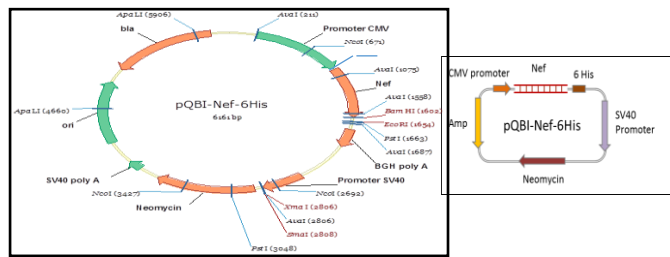 ApaLI (5906)
AvaI (211)
bla
Promoter CMV
NcoI (671)
AvaI (1075)
Nef
ApaLI (4660)
ori
pQBI-Nef-6His
6161 bp
AvaI (1558)
Bam HI (1602)
EcoRI (1654)
PstI (1663)
AvaI (1687)
BGH poly A
SV40 poly A
Promoter SV40
NcoI (3427)
NcoI (2692)
Neomycin
Xma I (2806)
AvaI (2806)
SmaI (2808)
PstI (3048)
CMV promoter
Nef
6 His
Amp
pQBI-Nef-6His
SV40
Promoter
Neomycin